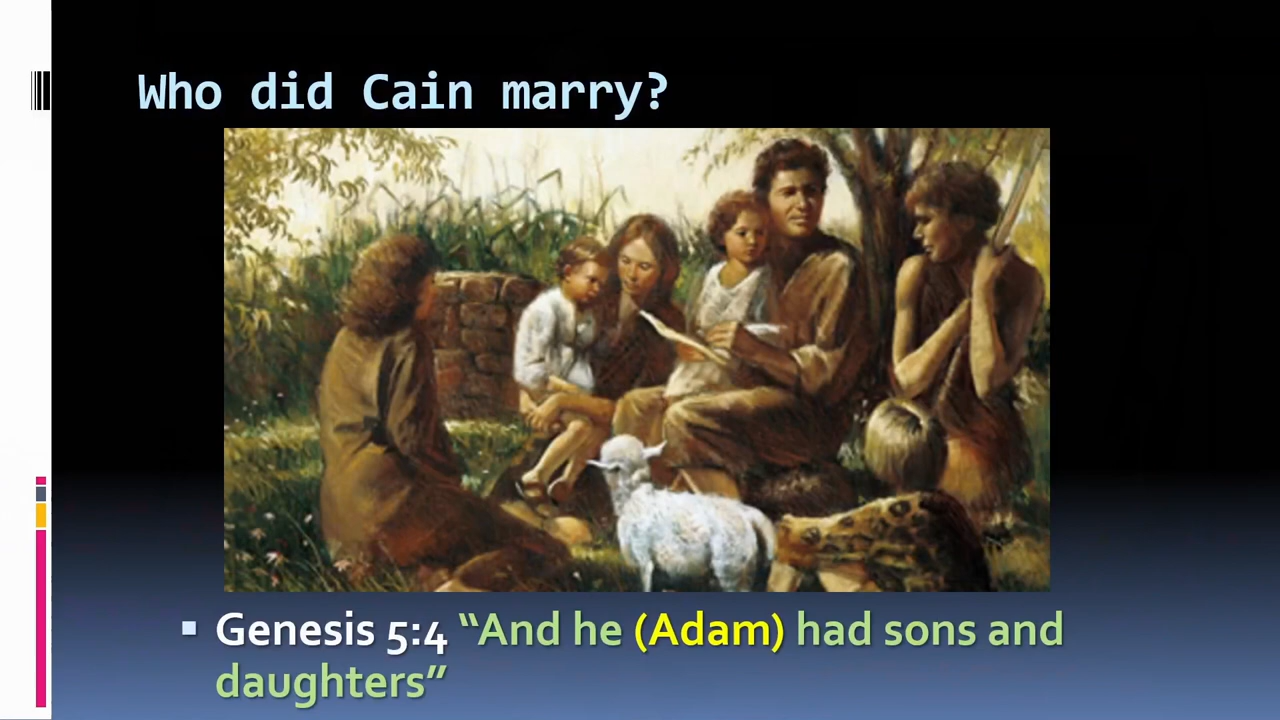 Who did Cain marry?
Genesis 5:4 “And he (Adam) had sons and
daughters”